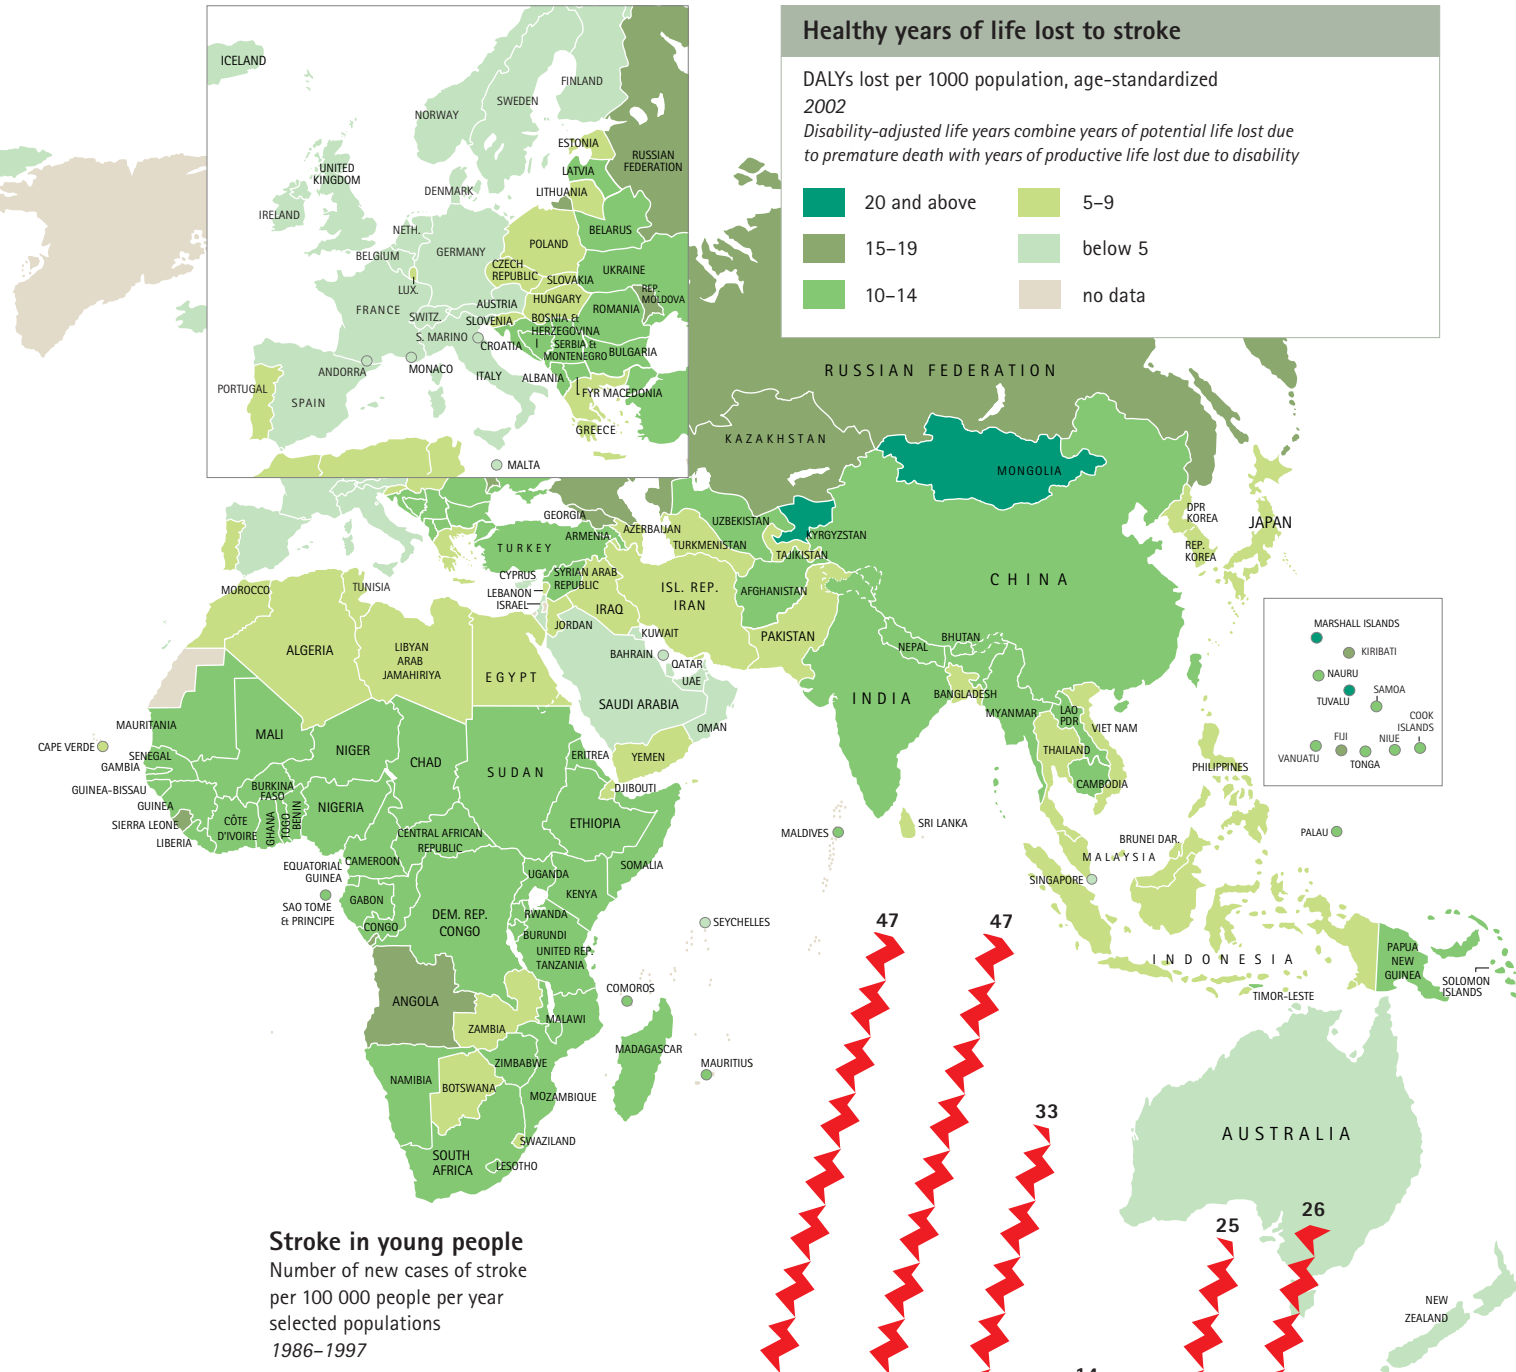 Healthy years of life lost to stroke
DALYs lost per 1000 population, age-standardized
2002
Disability-adjusted life years combine years of potential life lost due
to premature death with years of productive life lost due to disability
20 and above
5–9
15–19
below 5
10–14
no data
ICELAND
FINLAND
SWEDEN
NORWAY
ESTONIA
RUSSIAN
FEDERATION
LATVIA
UNITED
KINGDOM
DENMARK
LITHUANIA
IRELAND
NETH.
BELARUS
BELGIUM
GERMANY
POLAND
CZECH
REPUBLIC
UKRAINE
SLOVAKIA
LUX.
REP.
MOLDOVA
AUSTRIA
HUNGARY
FRANCE
SWITZ.
SLOVENIA
BOSNIA &
HERZEGOVINA
ROMANIA
S. MARINO
CROATIA
SERBIA &
MONTENEGRO
BULGARIA
ANDORRA
MONACO
ITALY
ALBANIA
PORTUGAL
SPAIN
FYR MACEDONIA
GREECE
MALTA
RUSSIAN FEDERATION
KAZAKHSTAN
MONGOLIA
GEORGIA
ARMENIA
AZERBAIJAN
UZBEKISTAN
KYRGYZSTAN
DPR
KOREA
JAPAN
TURKEY
TURKMENISTAN
TAJIKISTAN
REP.
KOREA
CYPRUS
SYRIAN ARAB
REPUBLIC
LEBANON
ISRAEL
ISL. REP.
IRAN
AFGHANISTAN
CHINA
MOROCCO
TUNISIA
IRAQ
JORDAN
KUWAIT
PAKISTAN
ALGERIA
LIBYAN
ARAB
JAMAHIRIYA
EGYPT
BAHRAIN
QATAR
UAE
NEPAL
BHUTAN
SAUDI ARABIA
INDIA
BANGLADESH
MYANMAR
LAO
PDR
VIET NAM
OMAN
MAURITANIA
MALI
NIGER
CHAD
SUDAN
ERITREA
YEMEN
THAILAND
CAPE VERDE
SENEGAL
GAMBIA
GUINEA-BISSAU
BURKINA
FASO
DJIBOUTI
CAMBODIA
PHILIPPINES
GUINEA
NIGERIA
SIERRA LEONE
CÔTE
D'IVOIRE
GHANA
TOGO
BENIN
ETHIOPIA
LIBERIA
CENTRAL AFRICAN
REPUBLIC
MALDIVES
SRI LANKA
BRUNEI DAR.
PALAU
EQUATORIAL
GUINEA
CAMEROON
SOMALIA
MALAYSIA
UGANDA
SINGAPORE
SAO TOME
& PRINCIPE
GABON
KENYA
CONGO
DEM. REP.
CONGO
RWANDA
BURUNDI
SEYCHELLES
UNITED REP.
TANZANIA
PAPUA
NEW
GUINEA
INDONESIA
SOLOMON
ISLANDS
COMOROS
TIMOR-LESTE
ANGOLA
ZAMBIA
MALAWI
MADAGASCAR
ZIMBABWE
MAURITIUS
NAMIBIA
BOTSWANA
MOZAMBIQUE
SWAZILAND
SOUTH
AFRICA
LESOTHO
AUSTRALIA
NEW
ZEALAND
MARSHALL ISLANDS
KIRIBATI
NAURU
TUVALU
SAMOA
COOK
ISLANDS
FIJI
NIUE
VANUATU
TONGA
Stroke in young people
Number of new cases of stroke
per 100 000 people per year
selected populations
1986–1997
47
47
33
25
26
14